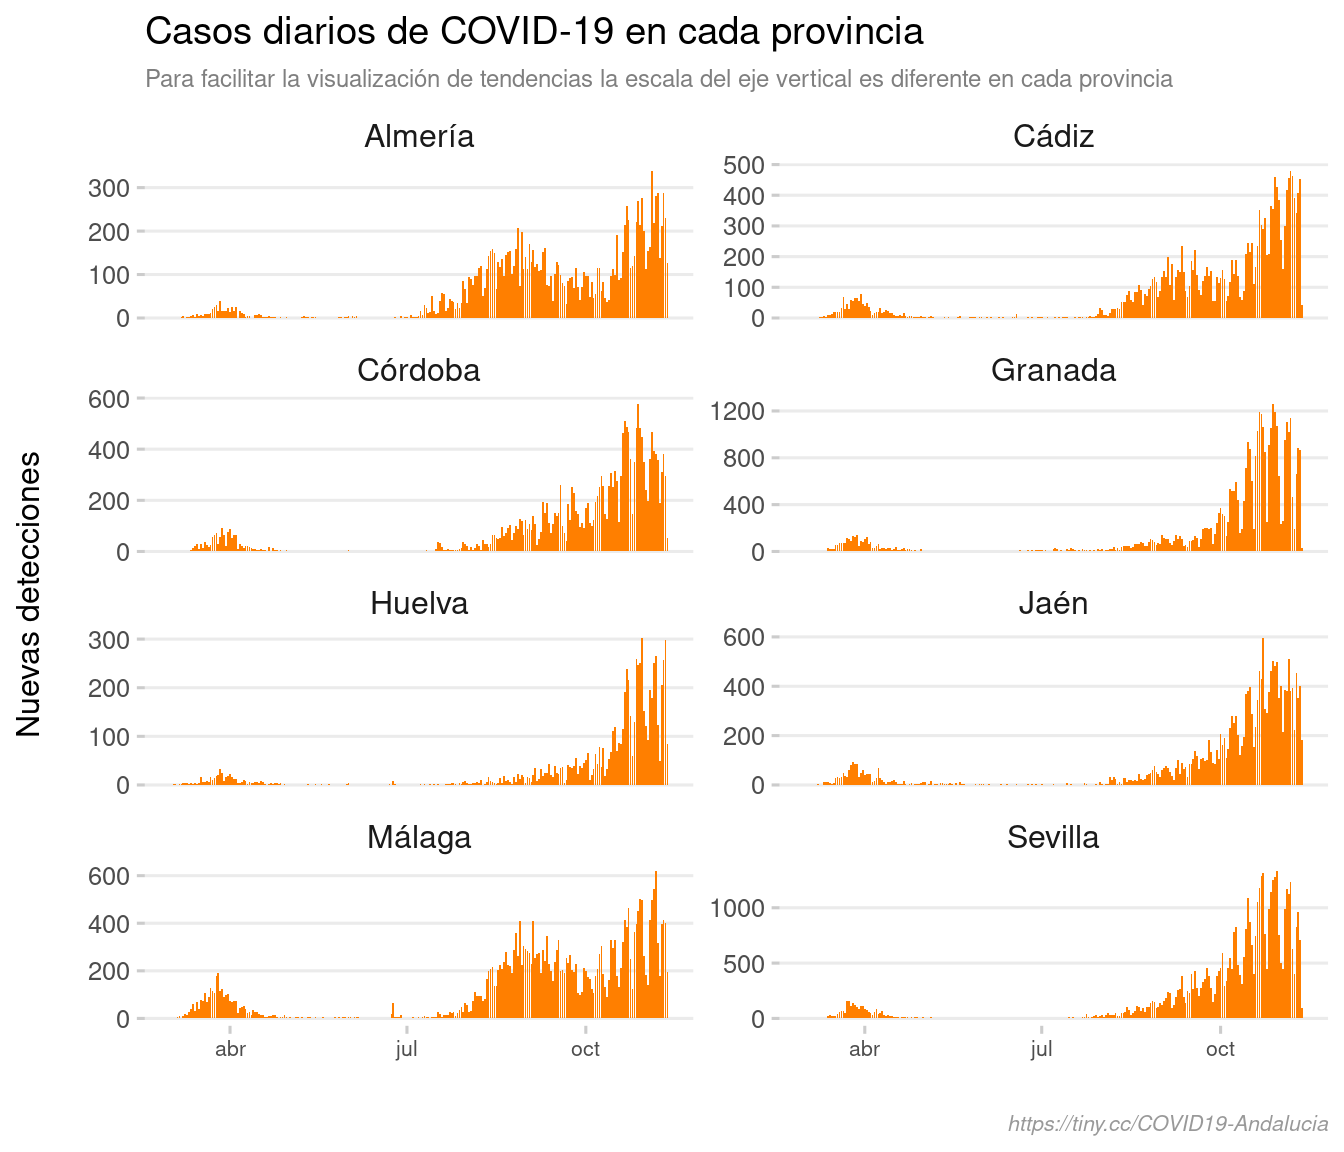 Casos diarios de COVID-19 en cada provincia
Para facilitar la visualización de tendencias la escala del eje vertical es diferente en cada provincia
Nuevas detecciones
Almería
300
200
100
0
Cádiz
500
400
300
200
100
0
Córdoba
600
400
200
0
Granada
1200
800
400
0
Huelva
300
200
100
0
Jaén
600
400
200
0
Málaga
600
400
200
0
Sevilla
1000
500
0
abr jul oct
abr jul oct
https://tiny.cc/COVID19-Andalucia